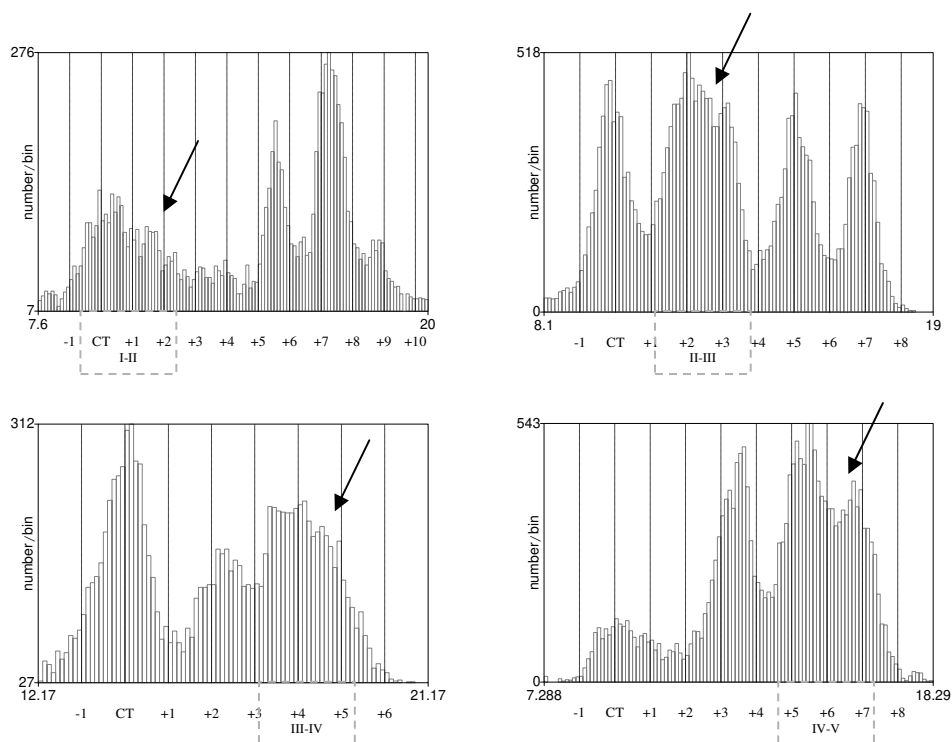 276
number/bin
7
7.6 20
-1 CT +1 +2 +3 +4 +5 +6 +7 +8 +9 +10
I-II
518
number/bin
0
8.1 19
-1 CT +1 +2 +3 +4 +5 +6 +7 +8
II-III
312
number/bin
27
12.17 21.17
-1 CT +1 +2 +3 +4 +5 +6
III-IV
543
number/bin
0
7.288 18.29
-1 CT +1 +2 +3 +4 +5 +6 +7 +8
IV-V